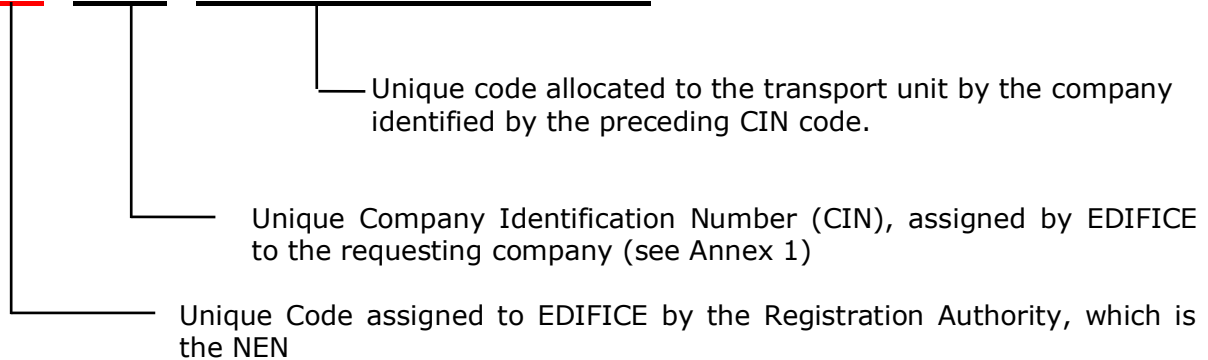 Unique code allocated to the transport unit by the company
identified by the preceding CIN code.
Unique Company Identification Number (CIN), assigned by EDIFICE
to the requesting company (see Annex 1)
Unique Code assigned to EDIFICE by the Registration Authority, which is
the NEN